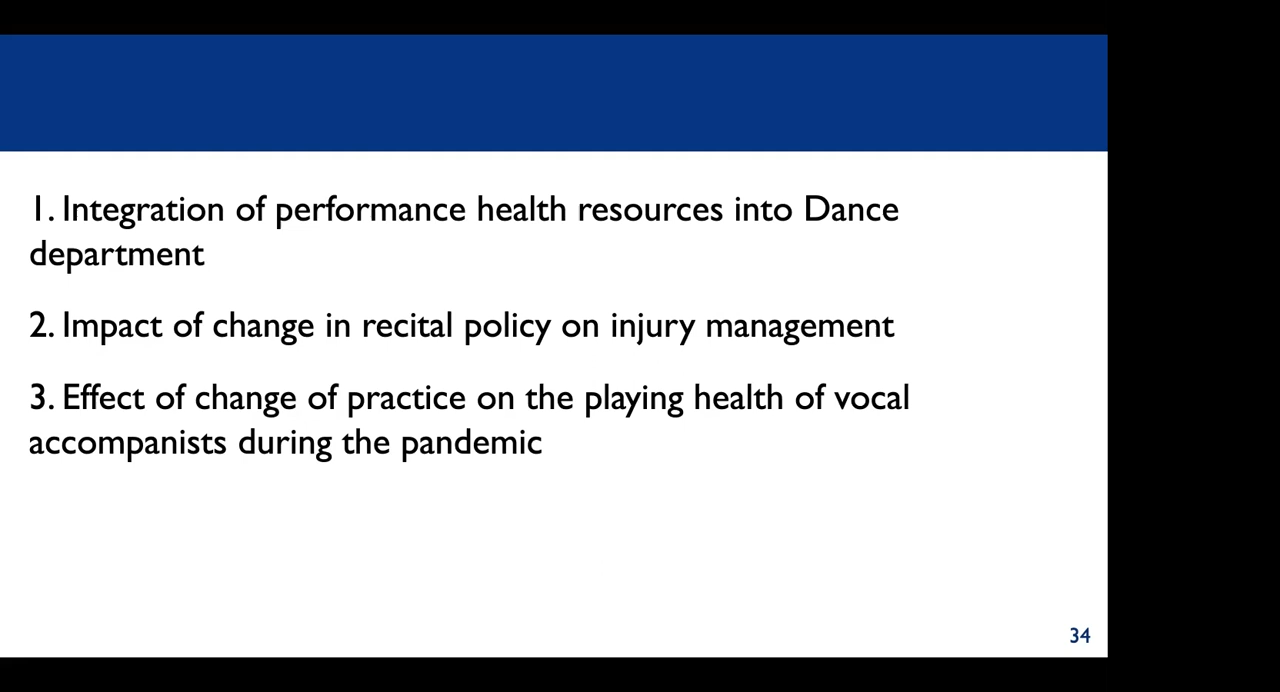 1. Integration of performance health resources into Dance
department
2. Impact of change in recital policy on injury management
3. Effect of change of practice on the playing health of vocal
accompanists during the pandemic
34